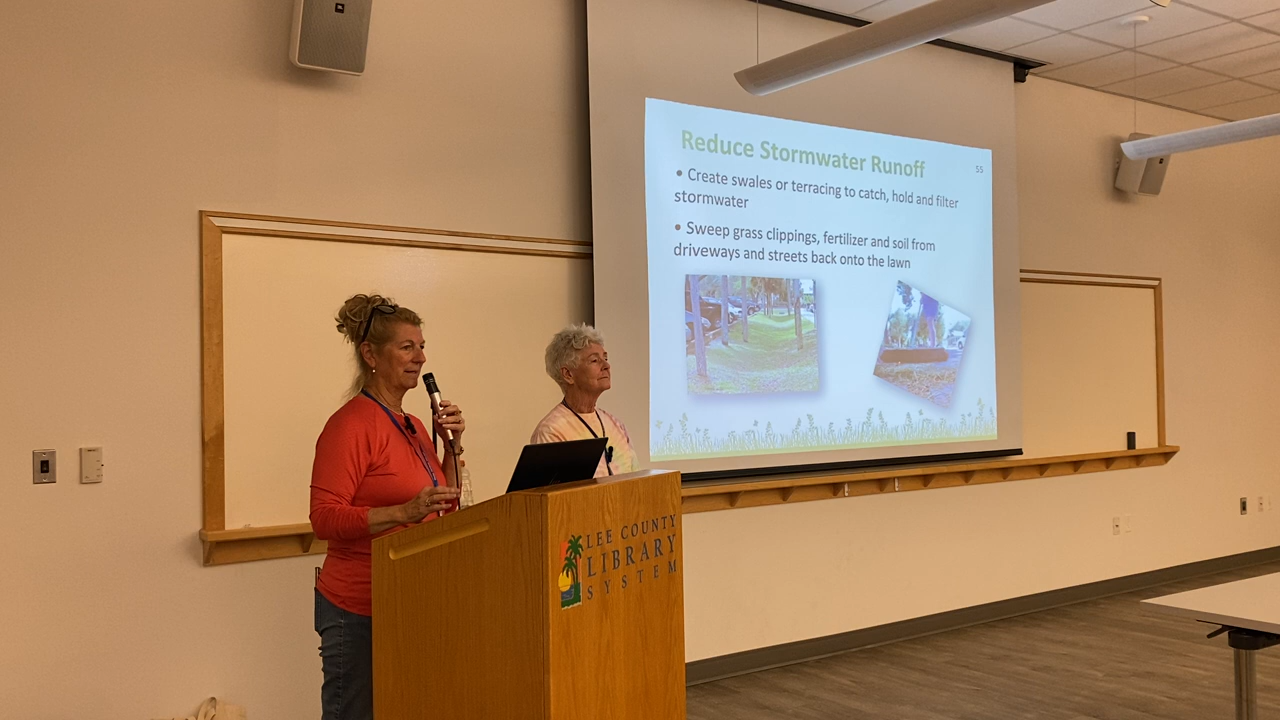 JBL
Reduce Stormwater Runoff
55
• Create swales or terracing to catch, hold and filter
stormwater
• Sweep grass clippings, fertilizer and soil from
driveways and streets back onto the lawn
LEE COUNTY
LIBRARY
SYSTEM